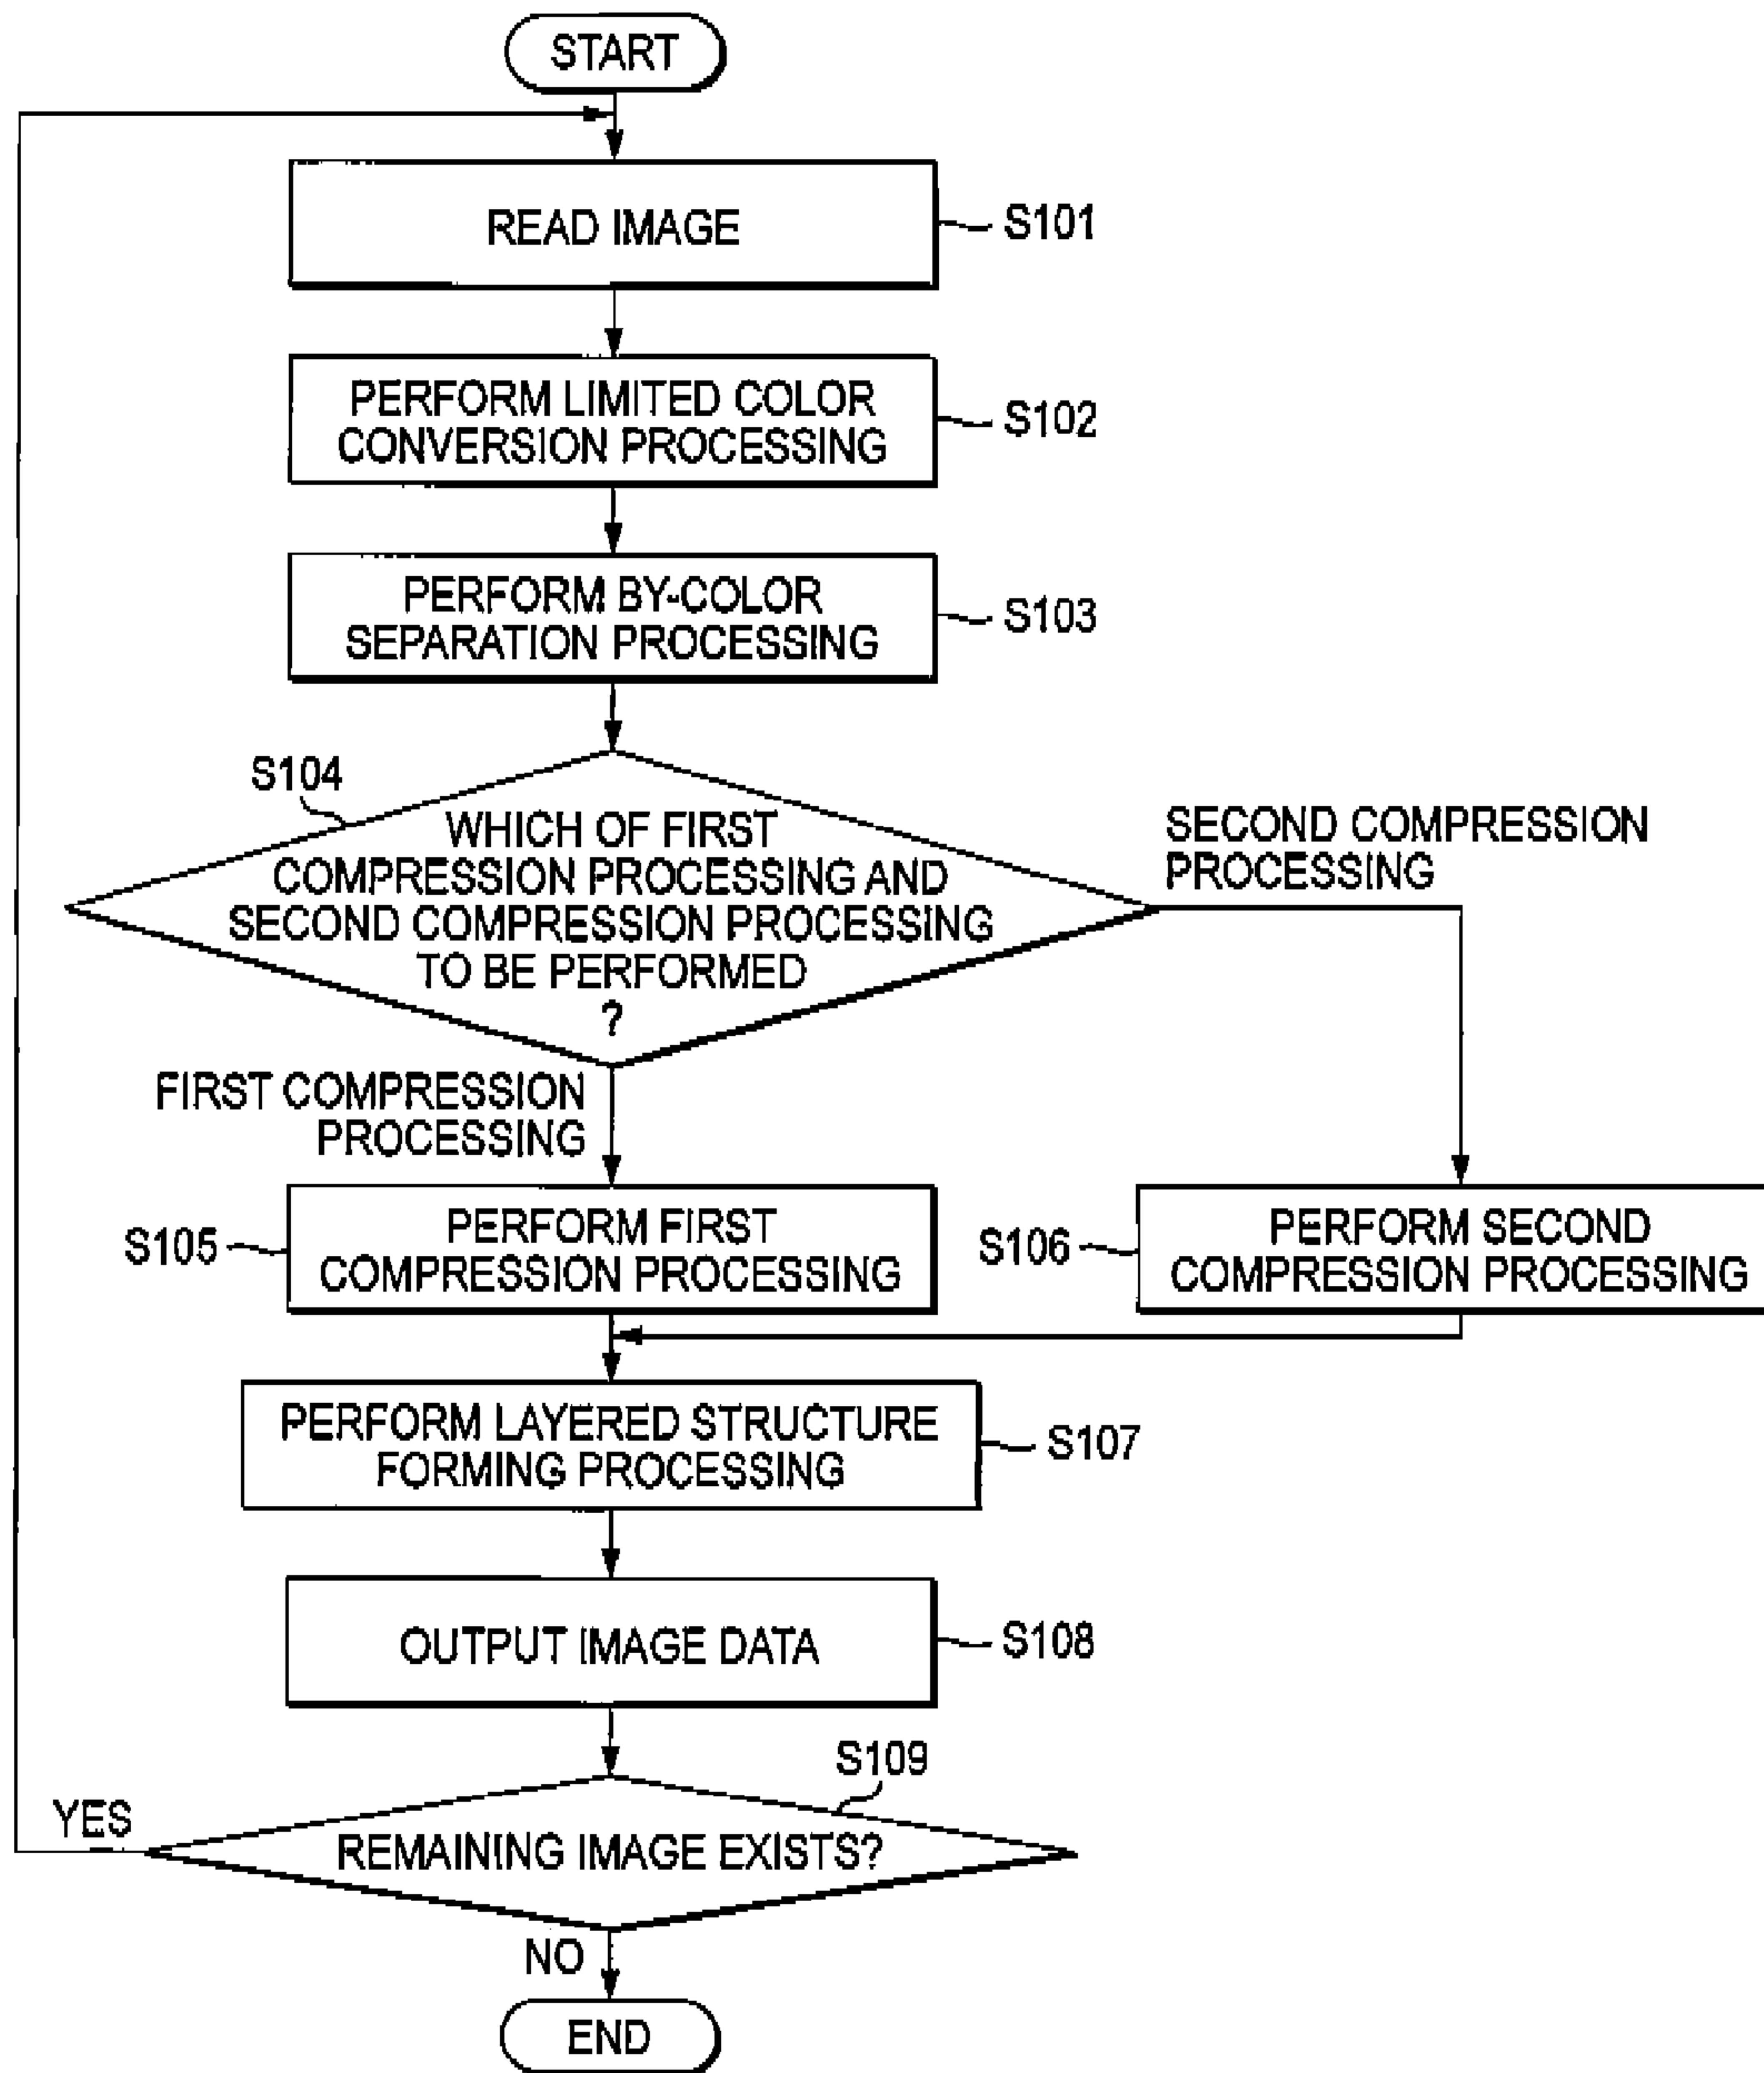 START
READ IMAGE
S101
PERFORM LIMITED COLOR
CONVERSION PROCESSING
S102
PERFORM BY-COLOR
SEPARATION PROCESSING
S103
S104
WHICH OF FIRST
COMPRESSION PROCESSING AND
SECOND COMPRESSION PROCESSING
TO BE PERFORMED
?
SECOND COMPRESSION
PROCESSING
FIRST COMPRESSION
PROCESSING
S105
PERFORM FIRST
COMPRESSION PROCESSING
S106
PERFORM SECOND
COMPRESSION PROCESSING
PERFORM LAYERED STRUCTURE
FORMING PROCESSING
S107
OUTPUT IMAGE DATA
S108
S109
REMAINING IMAGE EXISTS?
YES
NO
END